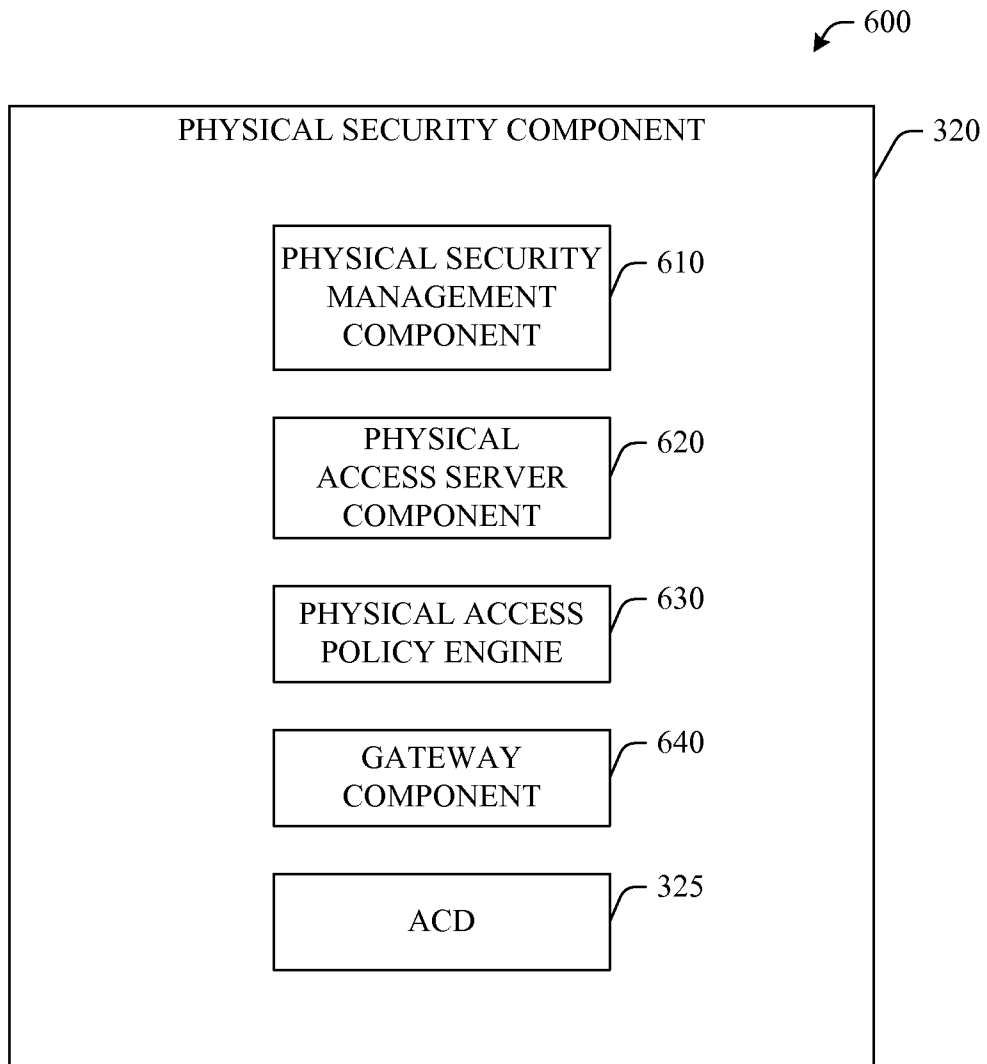 600
PHYSICAL SECURITY COMPONENT
320
PHYSICAL SECURITY
MANAGEMENT
COMPONENT
610
PHYSICAL
ACCESS SERVER
COMPONENT
620
PHYSICAL ACCESS
POLICY ENGINE
630
GATEWAY
COMPONENT
640
ACD
325